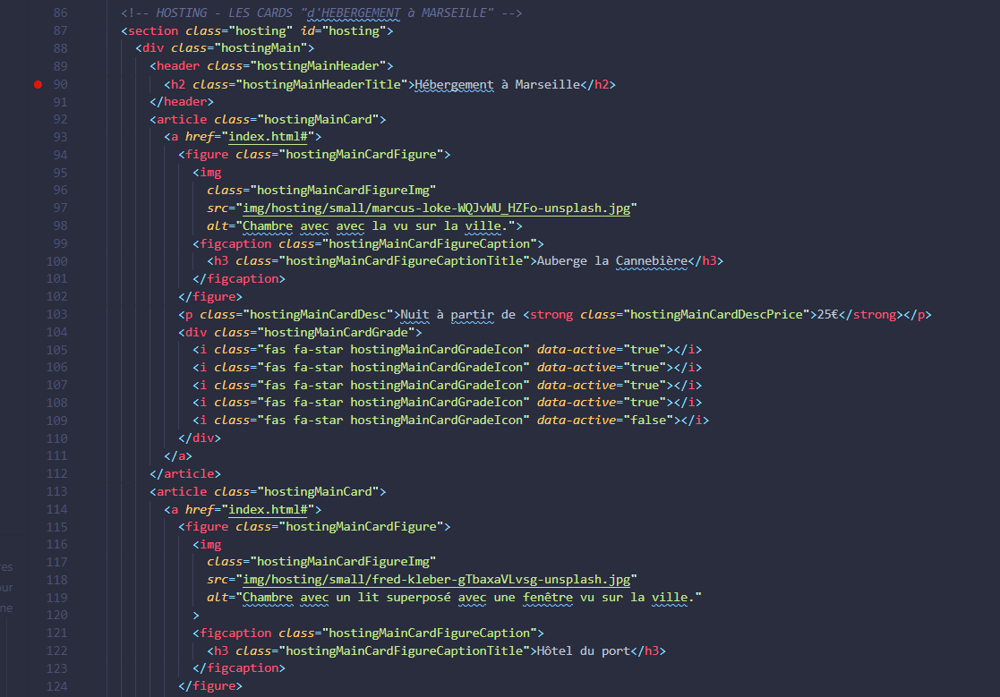 86 <!-- HOSTING - LES CARDS "d'HEBERGEMENT à MARSEILLE" -->
87 <section class="hosting" id="hosting">
88 <div class="hostingMain">
89 <header class="hostingMainHeader">
90 <h2 class="hostingMainHeaderTitle">Hébergement à Marseille</h2>
91 </header>
92 <article class="hostingMainCard">
93 <a href="index.html#">
94 <figure class="hostingMainCardFigure">
95 <img
96 class="hostingMainCardFigureImg"
97 src="img/hosting/small/marcus-loke-WQJvWU_HZFo-unsplash.jpg"
98 alt="Chambre avec avec la vu sur la ville.">
99 <figcaption class="hostingMainCardFigureCaption">
100 <h3 class="hostingMainCardFigureCaptionTitle">Auberge la Cannebière</h3>
101 </figcaption>
102 </figure>
103 <p class="hostingMainCardDesc">Nuit à partir de <strong class="hostingMainCardDescPrice">25€</strong></p>
104 <div class="hostingMainCardGrade">
105 <i class="fas fa-star hostingMainCardGradeIcon" data-active="true"></i>
106 <i class="fas fa-star hostingMainCardGradeIcon" data-active="true"></i>
107 <i class="fas fa-star hostingMainCardGradeIcon" data-active="true"></i>
108 <i class="fas fa-star hostingMainCardGradeIcon" data-active="true"></i>
109 <i class="fas fa-star hostingMainCardGradeIcon" data-active="false"></i>
110 </div>
111 </a>
112 </article>
113 <article class="hostingMainCard">
114 <a href="index.html#">
115 <figure class="hostingMainCardFigure">
116 <img
117 class="hostingMainCardFigureImg"
res
118 src="img/hosting/small/fred-kleber-gTbaxaVLvsg-unsplash.jpg"
our
119 alt="Chambre avec un lit superposé avec une fenêtre vu sur la ville."
ne
120 >
121 <figcaption class="hostingMainCardFigureCaption">
122 <h3 class="hostingMainCardFigureCaptionTitle">Hôtel du port</h3>
123 </figcaption>
124 </figure>